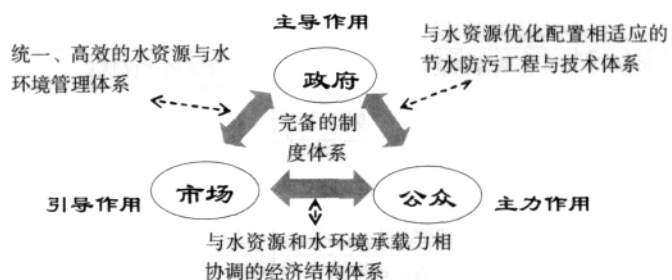 主导作用
统一、高效的水资源与水
环境管理体系
政府
与水资源优化配置相适应的
节水防污工程与技术体系
完备的制
度体系
引导作用
市场
公众
主力作用
与水资源和水环境承载力相
协调的经济结构体系